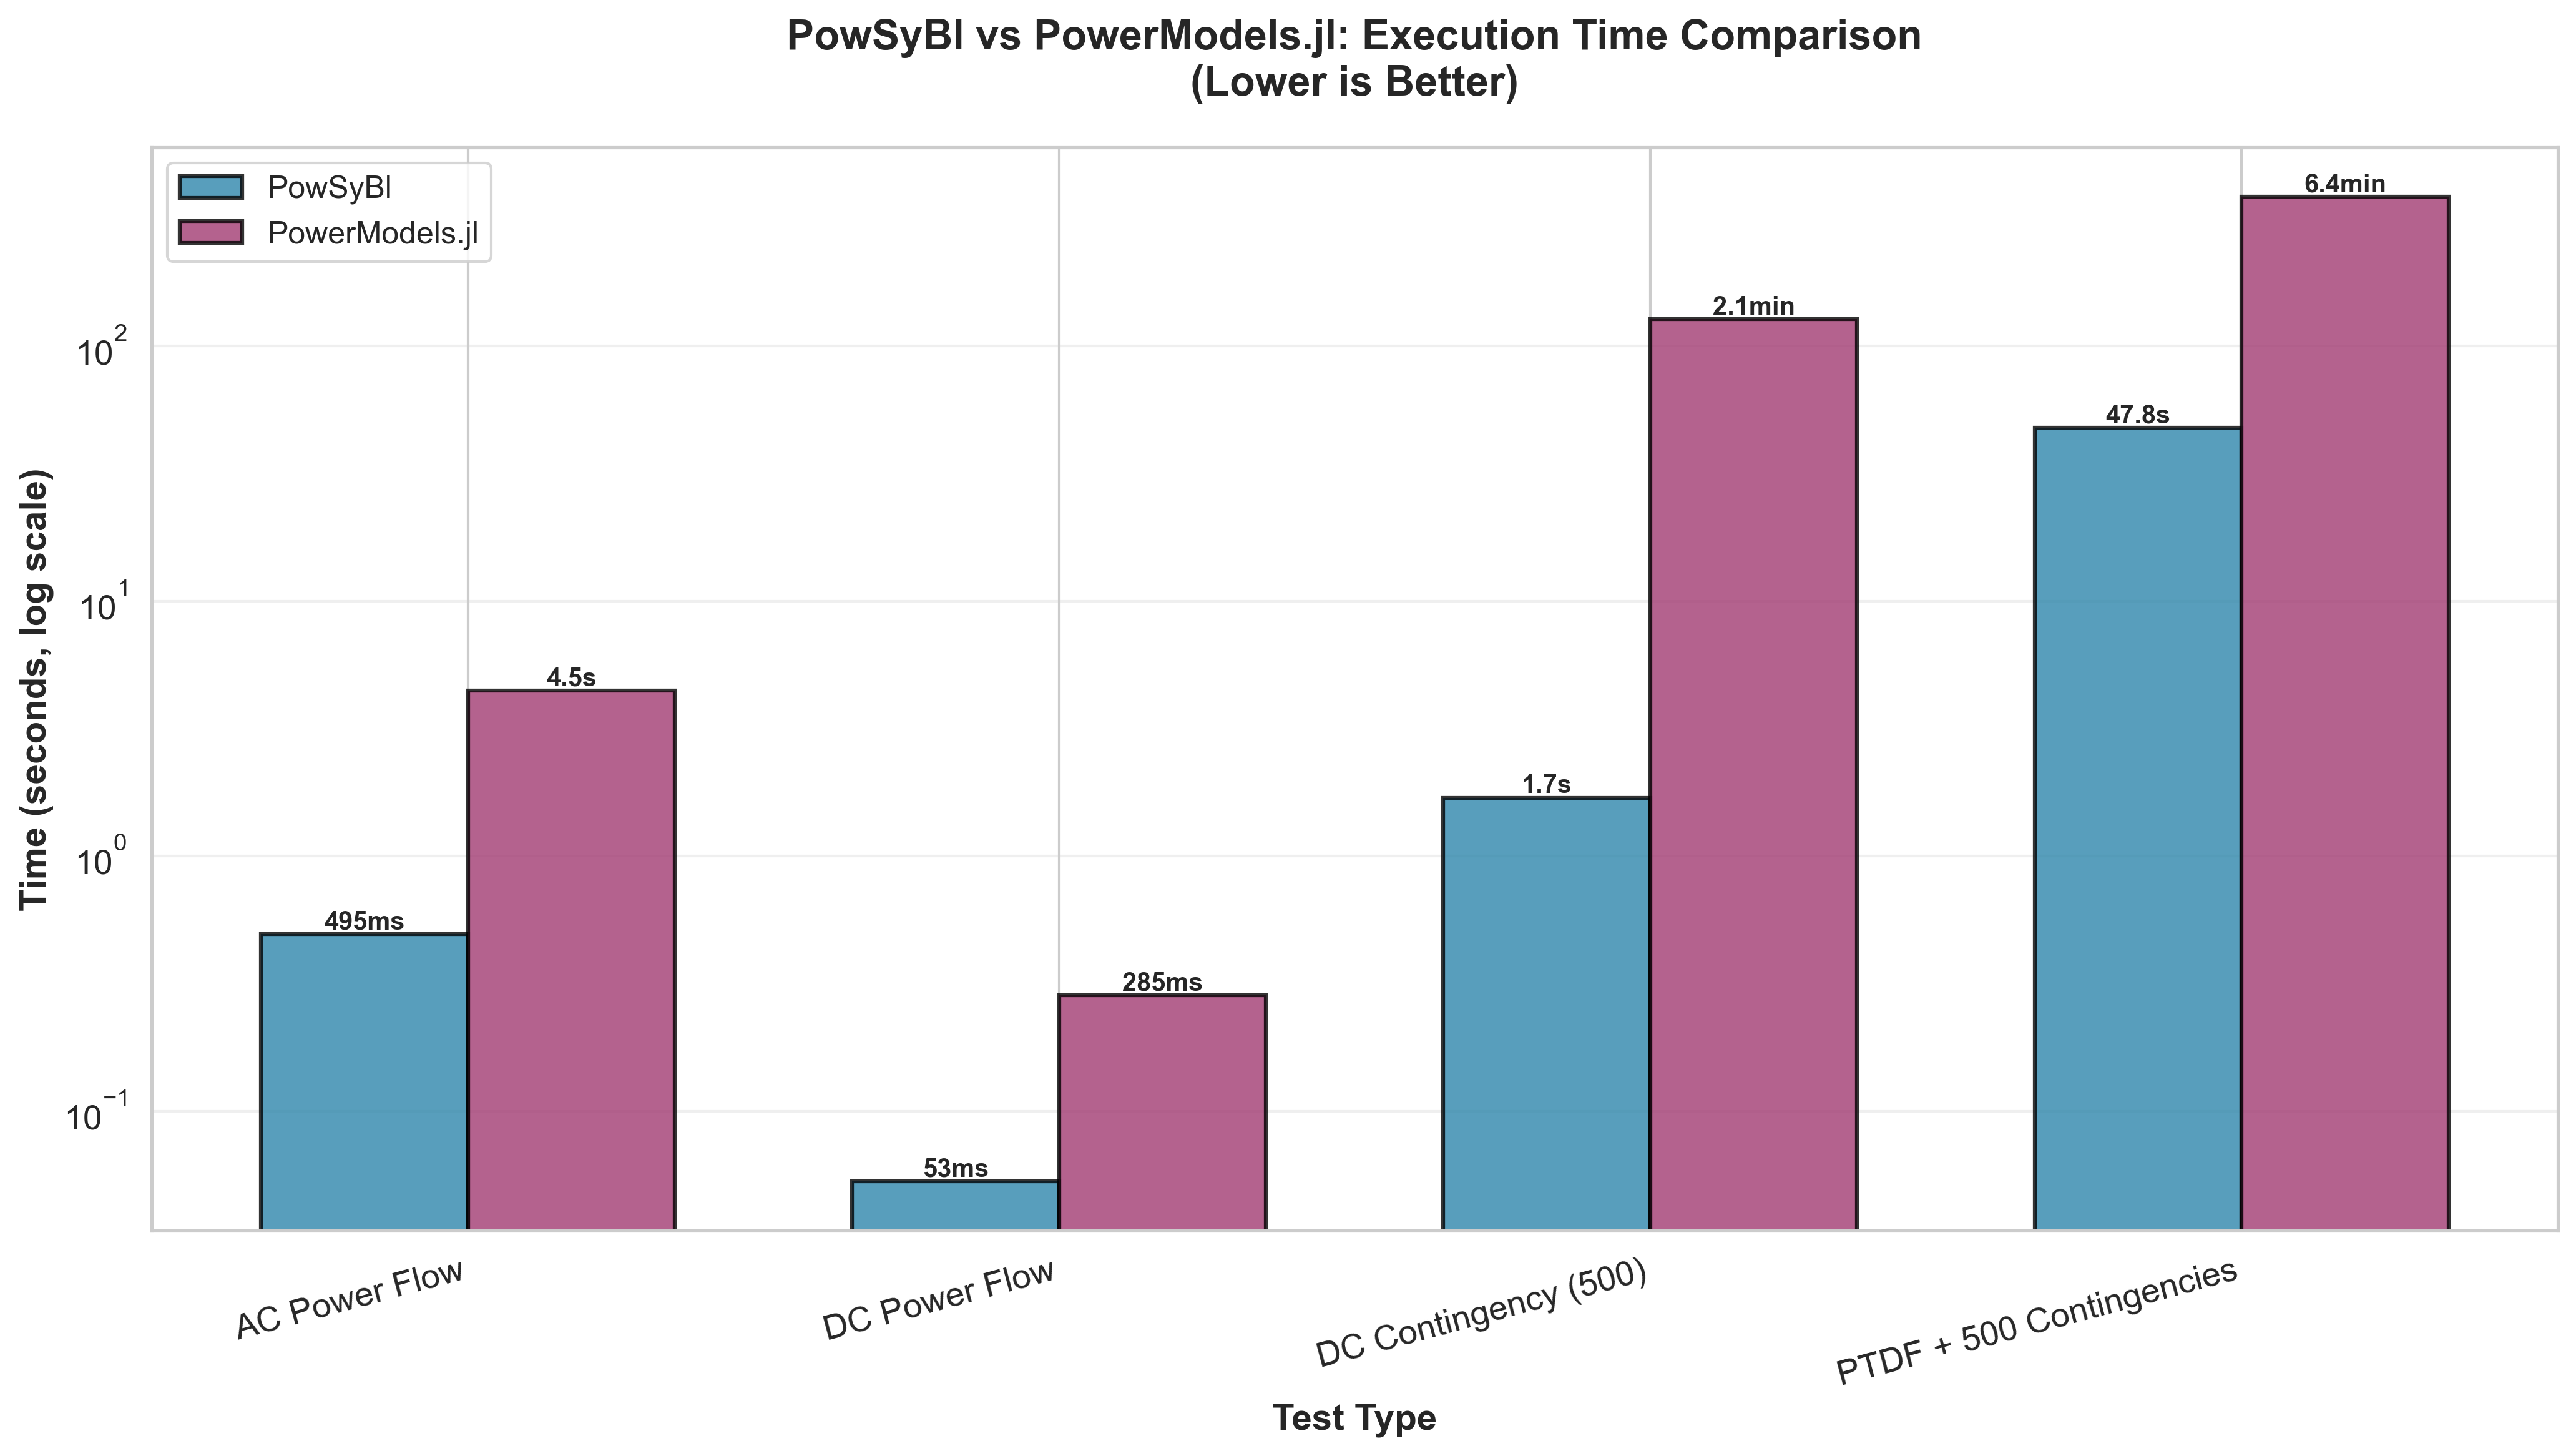 PowSyBl vs PowerModels.jl: Execution Time Comparison
(Lower is Better)
PowSyBl
PowerModels.jl
Time (seconds, log scale)
10^2
10^1
10^0
10^−1
495ms
4.5s
53ms
285ms
1.7s
2.1min
47.8s
6.4min
AC Power Flow
DC Power Flow
DC Contingency (500)
PTDF + 500 Contingencies
Test Type